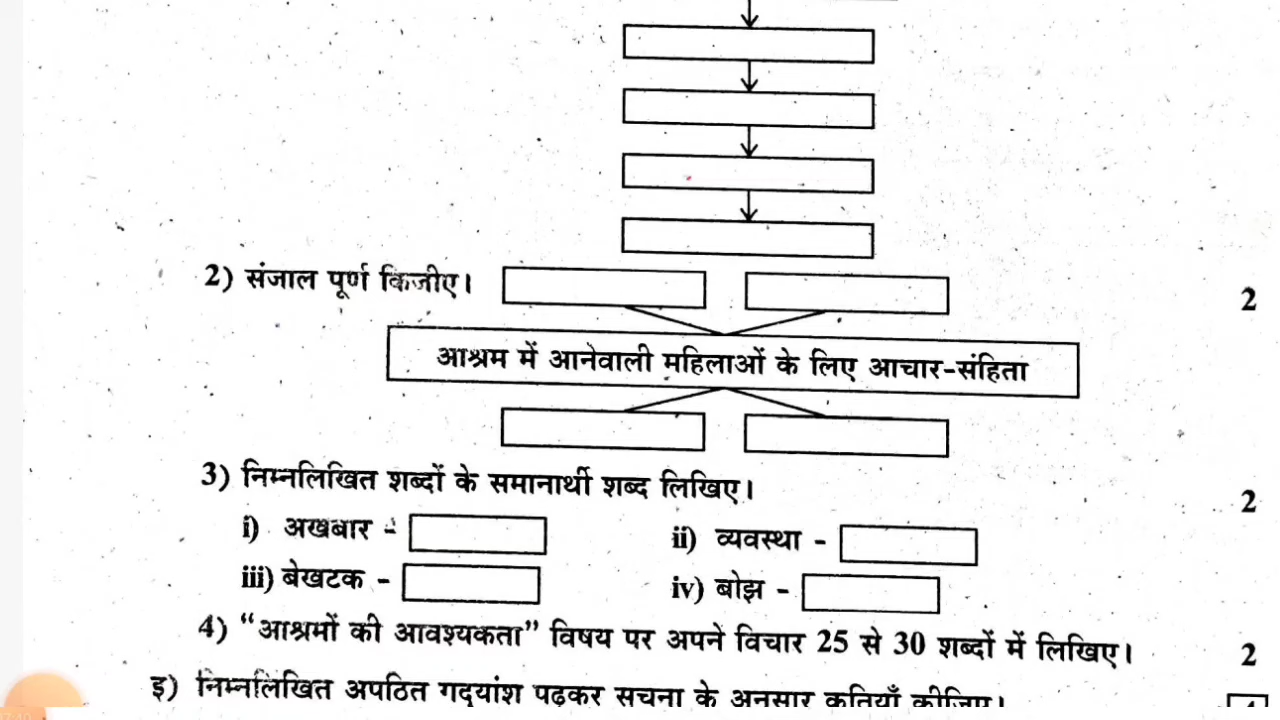 2) संजाल पूर्ण किजीए। 2
आश्रम में आनेवाली महिलाओं के लिए आचार-संहिता
3) निम्नलिखित शब्दों के समानार्थी शब्द लिखिए। 2
i) अखबार - ii) व्यवस्था -
iii) बेखटक - iv) बोझ -
4) “आश्रमों की आवश्यकता” विषय पर अपने विचार 25 से 30 शब्दों में लिखिए। 2
इ) निम्नलिखित अपठित गद्यांश पढ़कर सूचना के अनुसार कृतियाँ कीजिए।